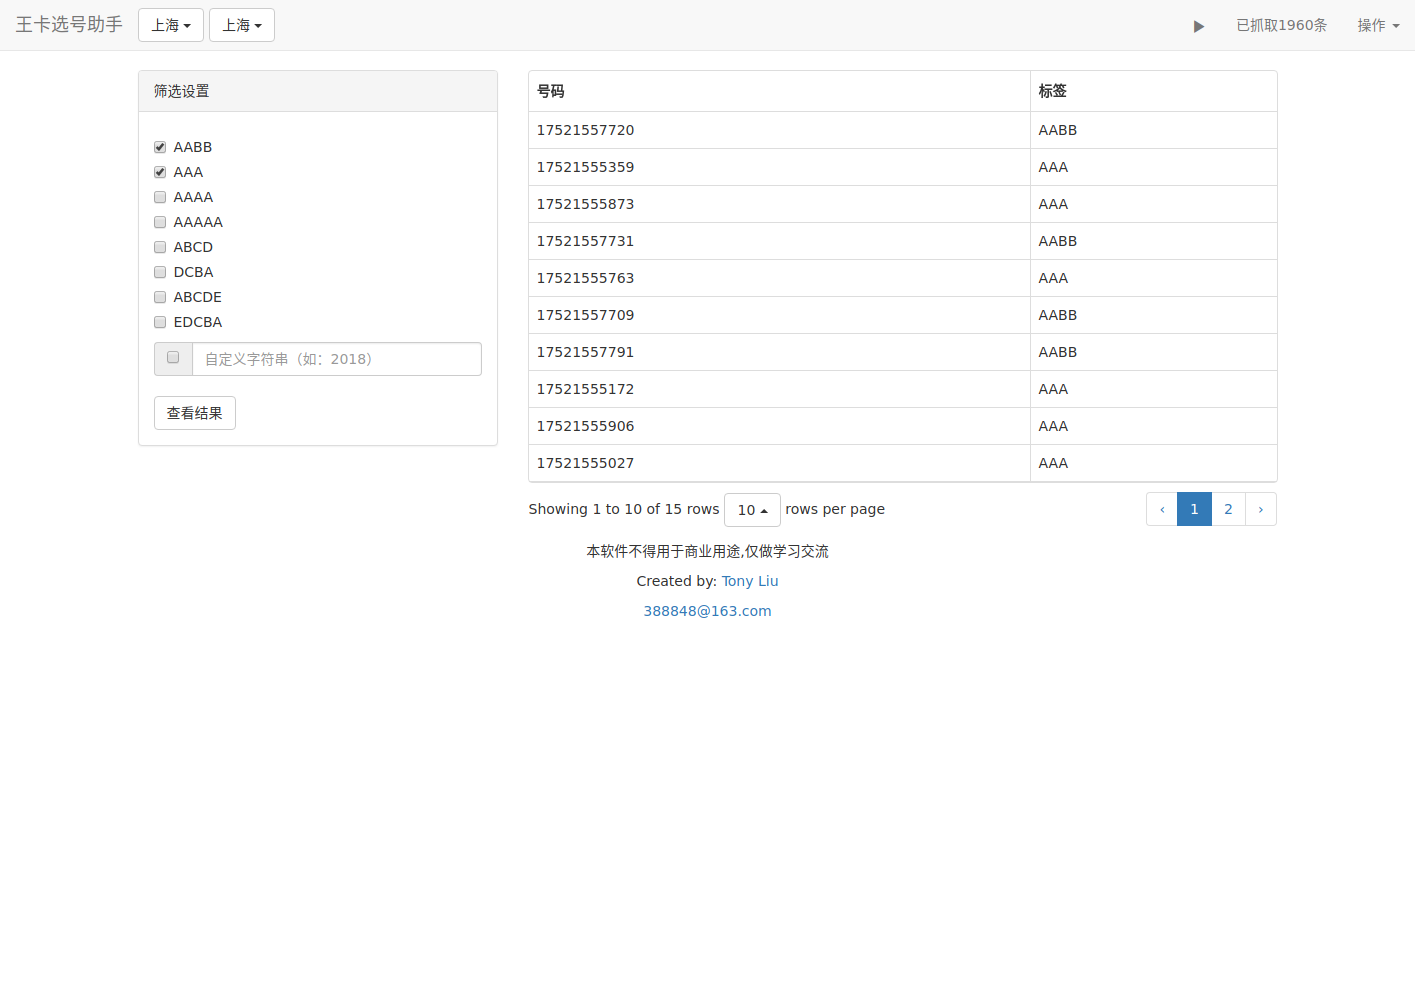 王卡选号助手 上海 上海 已抓取1960条 操作
筛选设置
AABB
AAA
AAAA
AAAAA
ABCD
DCBA
ABCDE
EDCBA
自定义字符串（如：2018）
查看结果
号码 标签
17521557720 AABB
17521555359 AAA
17521555873 AAA
17521557731 AABB
17521555763 AAA
17521557709 AABB
17521557791 AABB
17521555172 AAA
17521555906 AAA
17521555027 AAA
Showing 1 to 10 of 15 rows 10 rows per page ‹ 1 2 ›
本软件不得用于商业用途,仅做学习交流
Created by: Tony Liu
388848@163.com